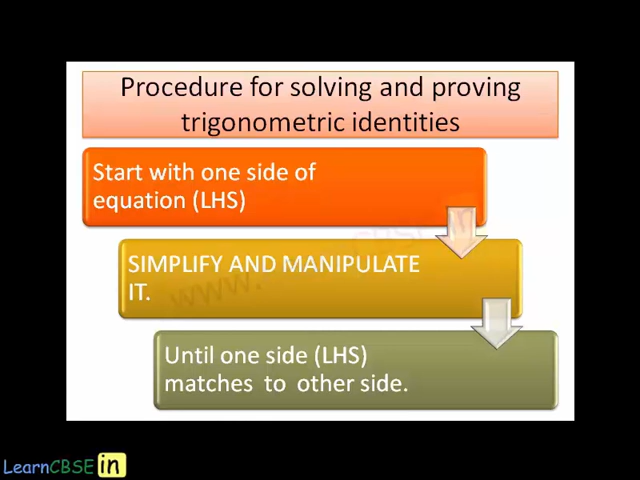 Procedure for solving and proving
trigonometric identities
Start with one side of
equation (LHS)
SIMPLIFY AND MANIPULATE
IT.
Until one side (LHS)
matches to other side.
LearnCBSE in